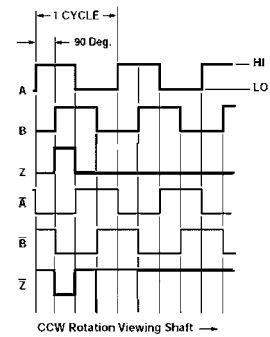 1 CYCLE
90 Deg.
A
HI
LO
B
Z
A̅
B̅
Z̅
CCW Rotation Viewing Shaft